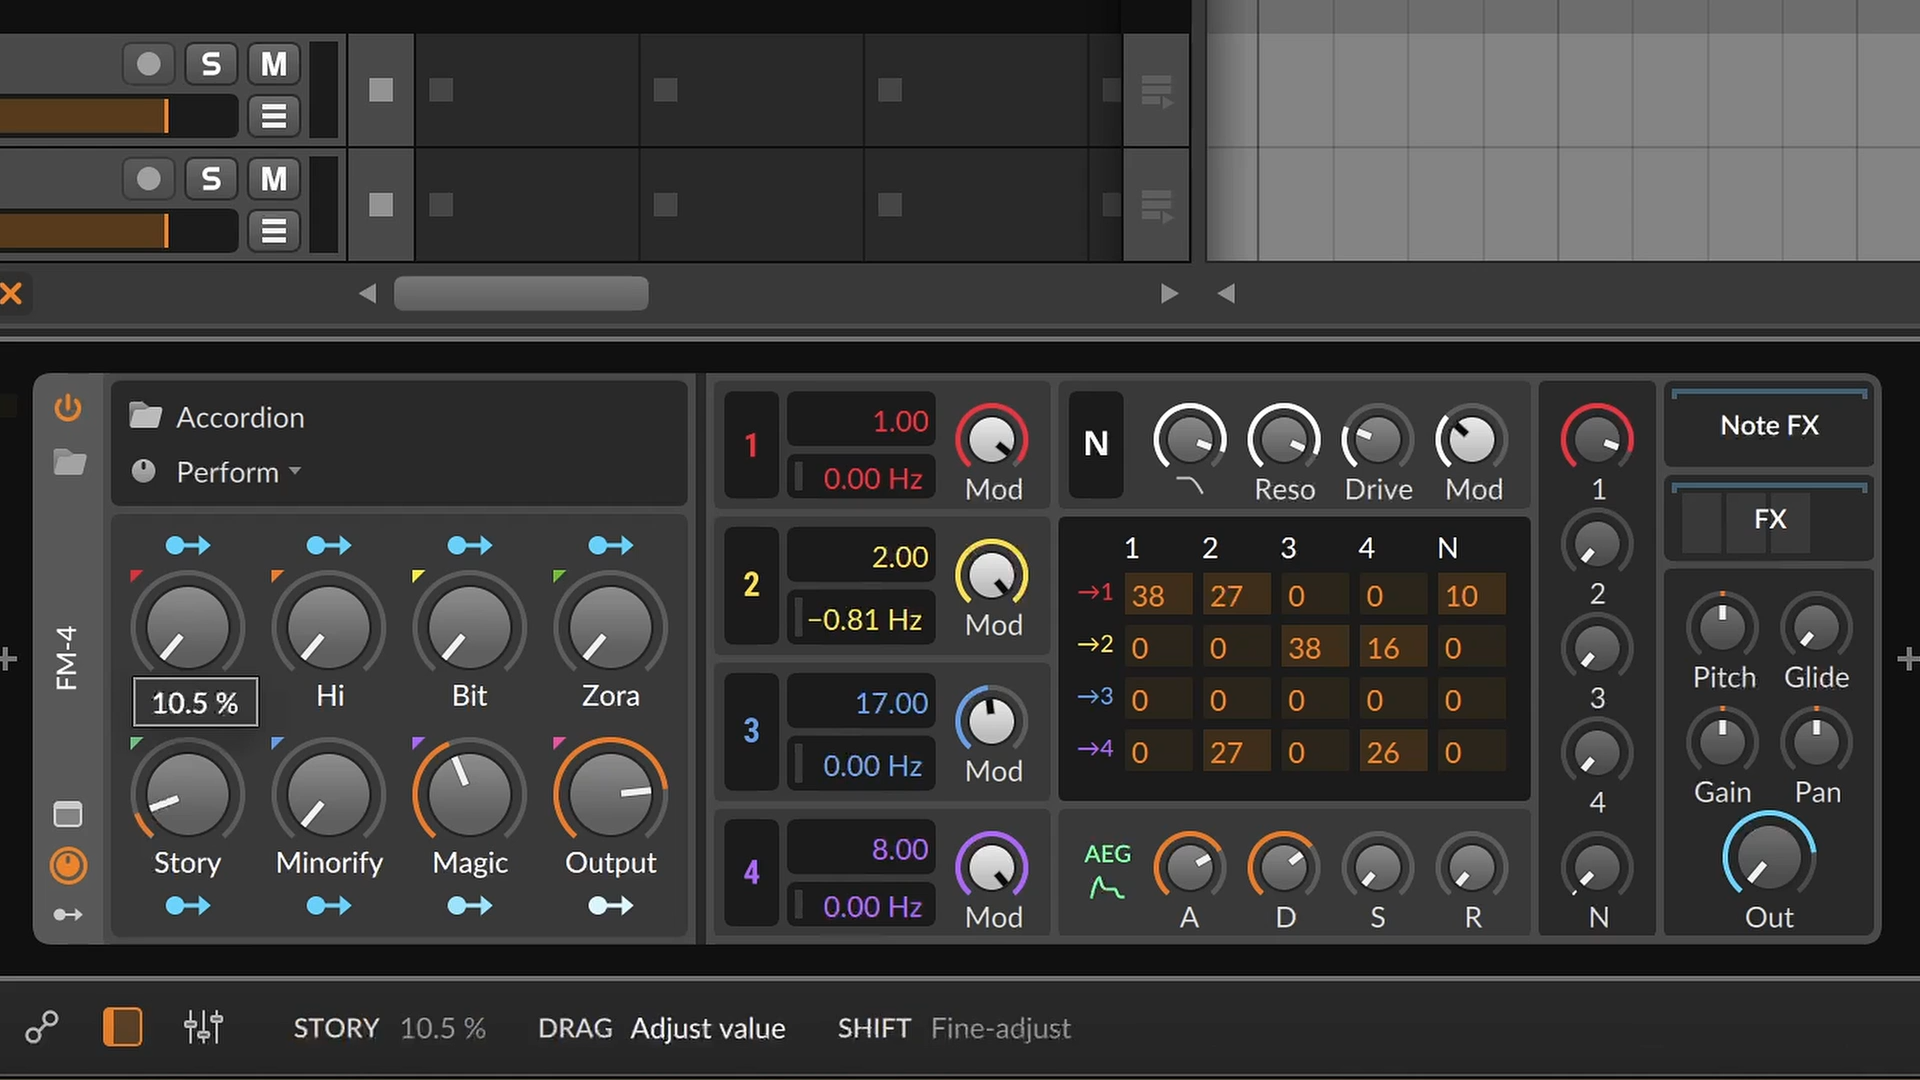 S M
S M
Accordion
Perform
FM-4
Hi Bit Zora
10.5 %
Story Minorify Magic Output
1 1.00
0.00 Hz Mod
2 2.00
−0.81 Hz Mod
3 17.00
0.00 Hz Mod
4 8.00
0.00 Hz Mod
N Reso Drive Mod
1 2 3 4 N
→1 38 27 0 0 10
→2 0 0 38 16 0
→3 0 0 0 0 0
→4 0 27 0 26 0
AEG
A D S R
1
2
3
4
N
Note FX
FX
Pitch Glide
Gain Pan
Out
STORY 10.5 % DRAG Adjust value SHIFT Fine-adjust